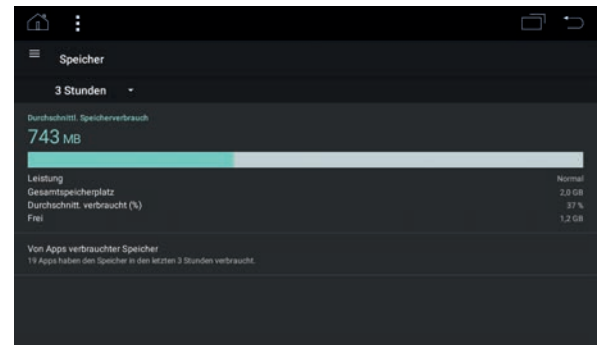 Speicher
3 Stunden
Durchschnittl. Speicherverbrauch
743 MB
Leistung Normal
Gesamtspeicherplatz 2,0 GB
Durchschnitt. verbraucht (%) 37 %
Frei 1,2 GB
Von Apps verbrauchter Speicher
19 Apps haben den Speicher in den letzten 3 Stunden verbraucht.